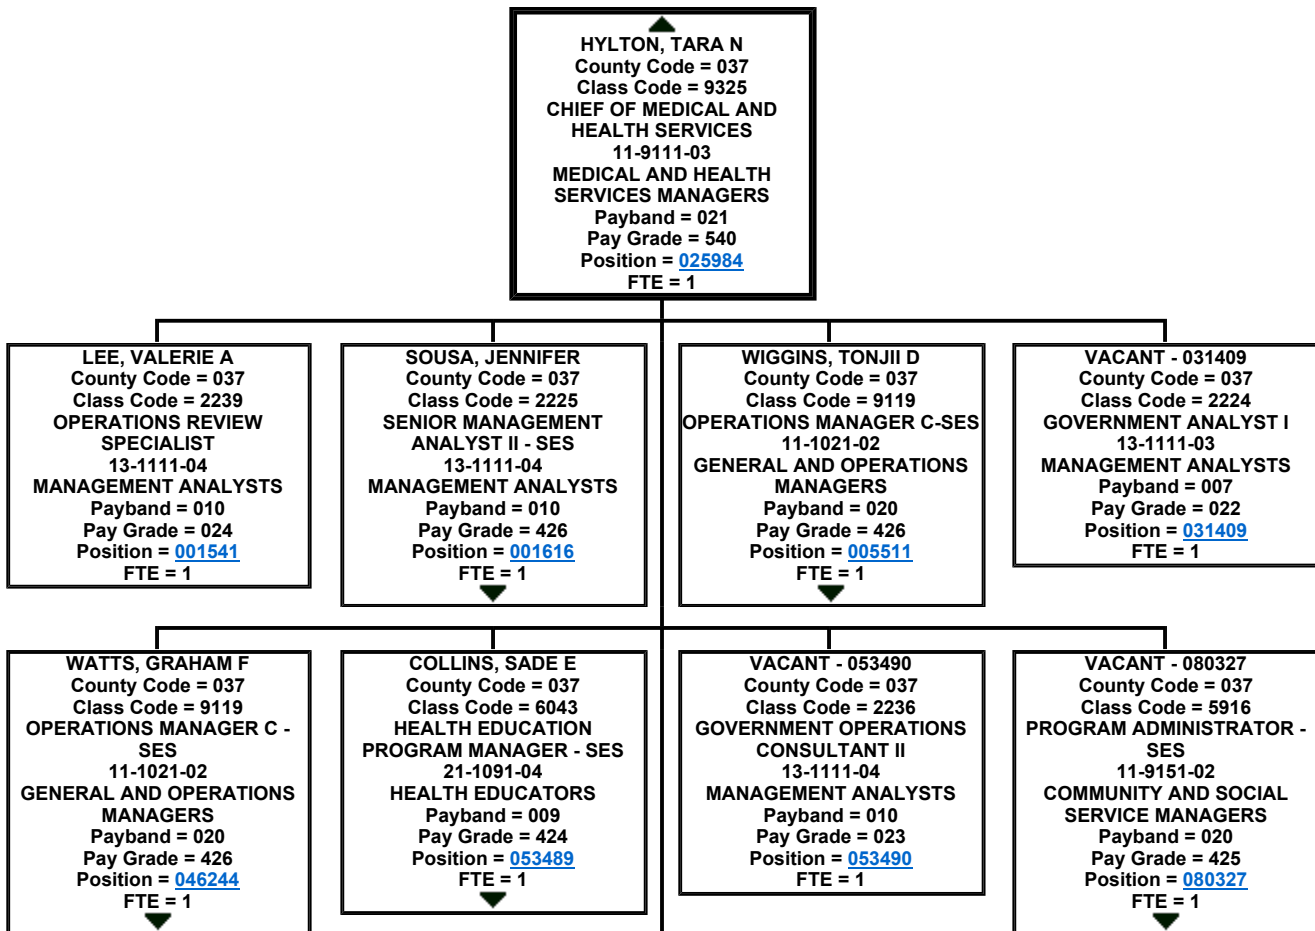 HYLTON, TARA N
County Code = 037
Class Code = 9325
CHIEF OF MEDICAL AND
HEALTH SERVICES
11-9111-03
MEDICAL AND HEALTH
SERVICES MANAGERS
Payband = 021
Pay Grade = 540
Position = 025984
FTE = 1
LEE, VALERIE A
County Code = 037
Class Code = 2239
OPERATIONS REVIEW
SPECIALIST
13-1111-04
MANAGEMENT ANALYSTS
Payband = 010
Pay Grade = 024
Position = 001541
FTE = 1
SOUSA, JENNIFER
County Code = 037
Class Code = 2225
SENIOR MANAGEMENT
ANALYST II - SES
13-1111-04
MANAGEMENT ANALYSTS
Payband = 010
Pay Grade = 426
Position = 001616
FTE = 1
WIGGINS, TONJII D
County Code = 037
Class Code = 9119
OPERATIONS MANAGER C-SES
11-1021-02
GENERAL AND OPERATIONS
MANAGERS
Payband = 020
Pay Grade = 426
Position = 005511
FTE = 1
VACANT - 031409
County Code = 037
Class Code = 2224
GOVERNMENT ANALYST I
13-1111-03
MANAGEMENT ANALYSTS
Payband = 007
Pay Grade = 022
Position = 031409
FTE = 1
WATTS, GRAHAM F
County Code = 037
Class Code = 9119
OPERATIONS MANAGER C -
SES
11-1021-02
GENERAL AND OPERATIONS
MANAGERS
Payband = 020
Pay Grade = 426
Position = 046244
FTE = 1
COLLINS, SADE E
County Code = 037
Class Code = 6043
HEALTH EDUCATION
PROGRAM MANAGER - SES
21-1091-04
HEALTH EDUCATORS
Payband = 009
Pay Grade = 424
Position = 053489
FTE = 1
VACANT - 053490
County Code = 037
Class Code = 2236
GOVERNMENT OPERATIONS
CONSULTANT II
13-1111-04
MANAGEMENT ANALYSTS
Payband = 010
Pay Grade = 023
Position = 053490
FTE = 1
VACANT - 080327
County Code = 037
Class Code = 5916
PROGRAM ADMINISTRATOR -
SES
11-9151-02
COMMUNITY AND SOCIAL
SERVICE MANAGERS
Payband = 020
Pay Grade = 425
Position = 080327
FTE = 1